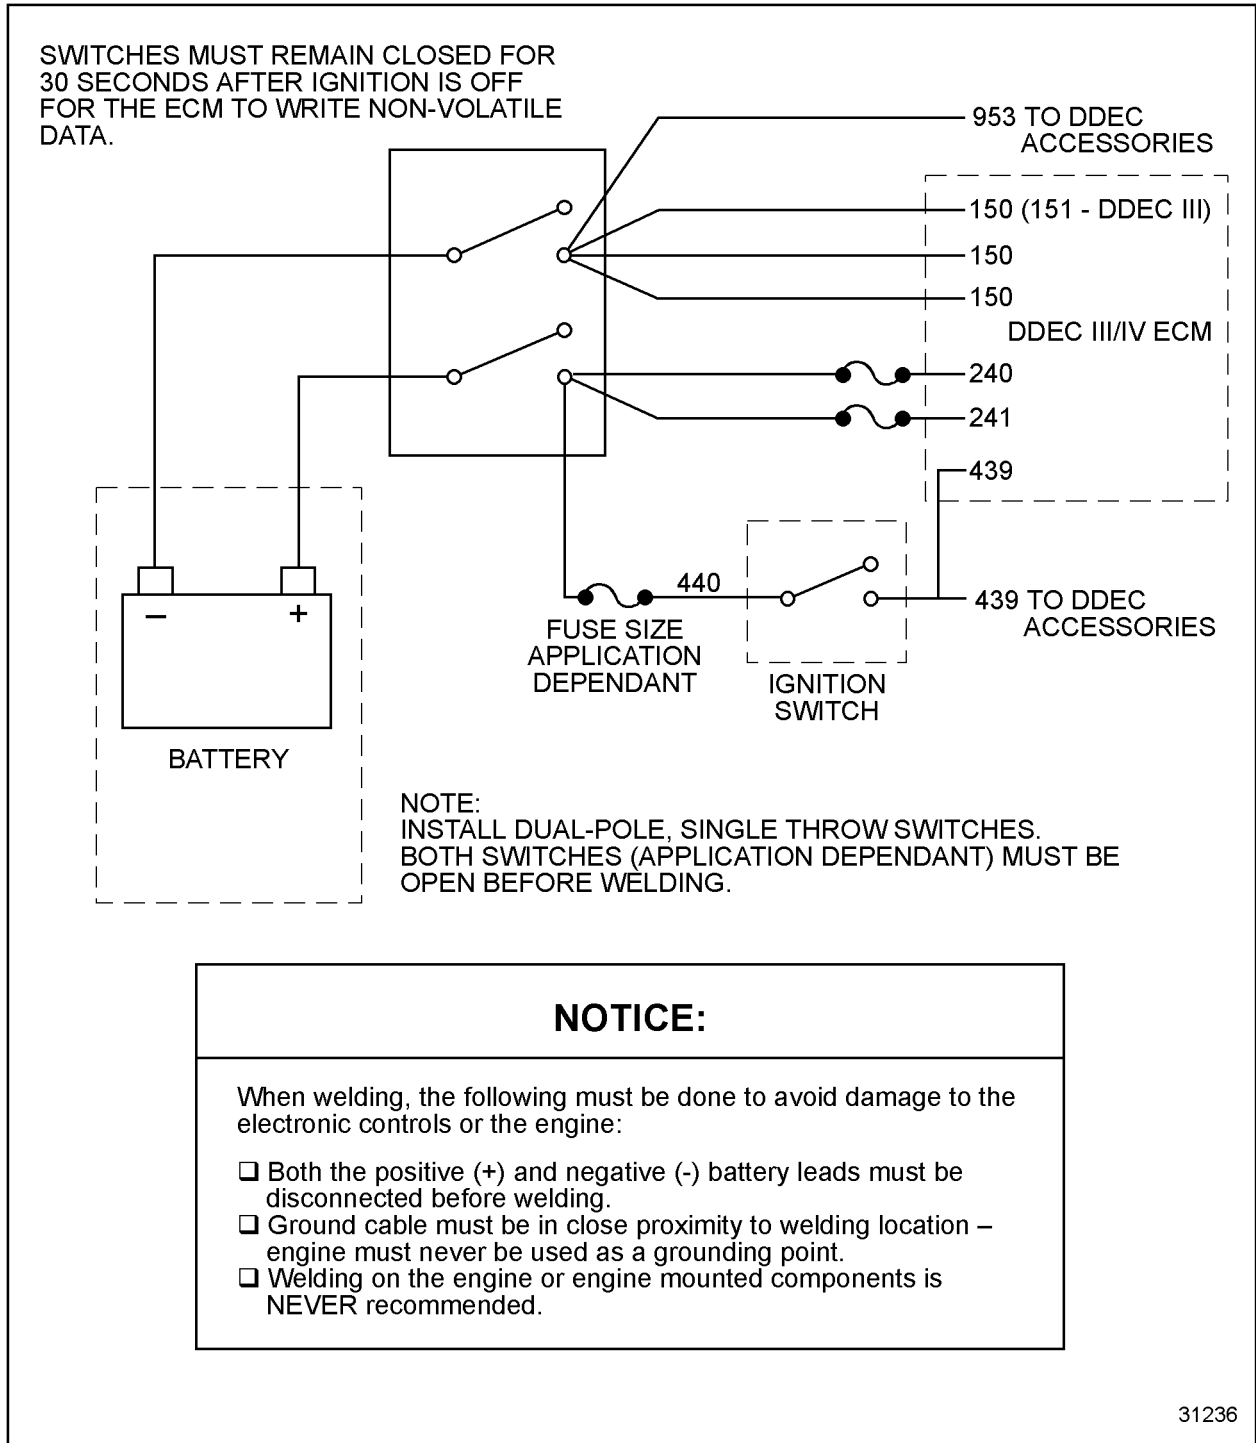 SWITCHES MUST REMAIN CLOSED FOR
30 SECONDS AFTER IGNITION IS OFF
FOR THE ECM TO WRITE NON-VOLATILE
DATA.
953 TO DDEC
ACCESSORIES
150 (151 - DDEC III)
150
150
DDEC III/IV ECM
240
241
439
440
439 TO DDEC
ACCESSORIES
FUSE SIZE
APPLICATION
DEPENDANT
IGNITION
SWITCH
– +
BATTERY
NOTE:
INSTALL DUAL-POLE, SINGLE THROW SWITCHES.
BOTH SWITCHES (APPLICATION DEPENDANT) MUST BE
OPEN BEFORE WELDING.
NOTICE:
When welding, the following must be done to avoid damage to the
electronic controls or the engine:
❑ Both the positive (+) and negative (-) battery leads must be
disconnected before welding.
❑ Ground cable must be in close proximity to welding location –
engine must never be used as a grounding point.
❑ Welding on the engine or engine mounted components is
NEVER recommended.
31236